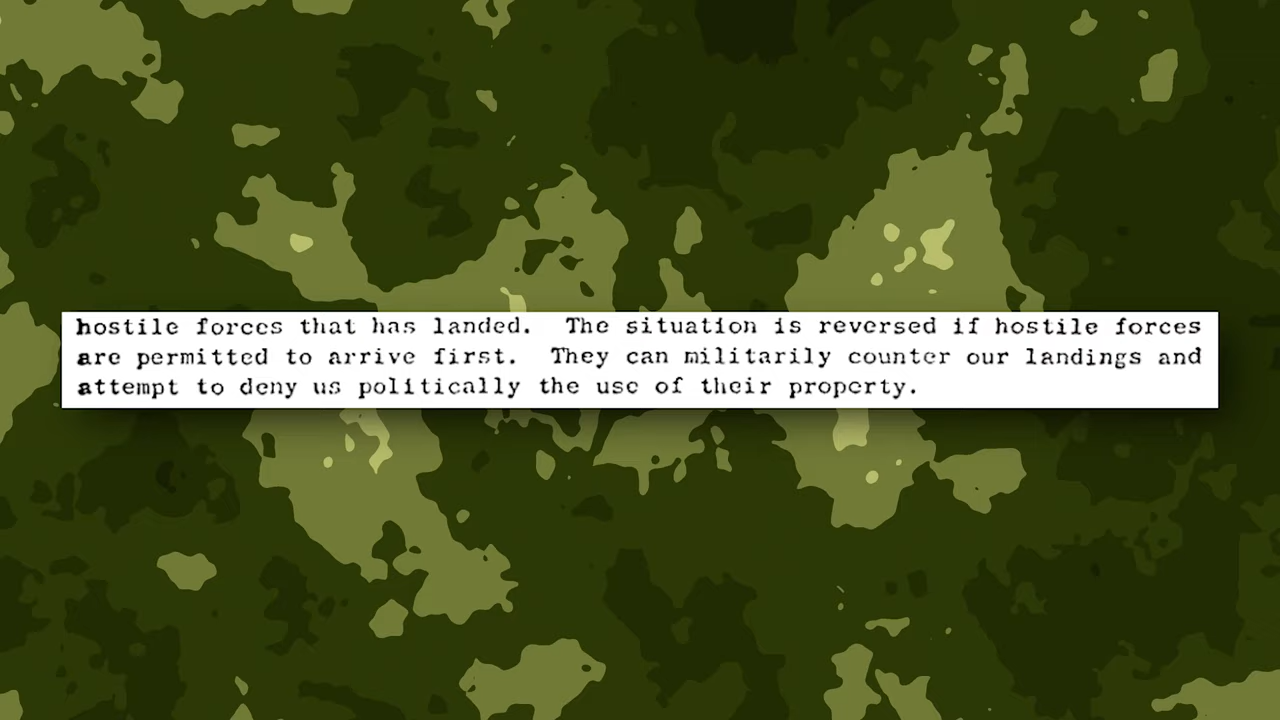 hostile forces that has landed. The situation is reversed if hostile forces
are permitted to arrive first. They can militarily counter our landings and
attempt to deny us politically the use of their property.